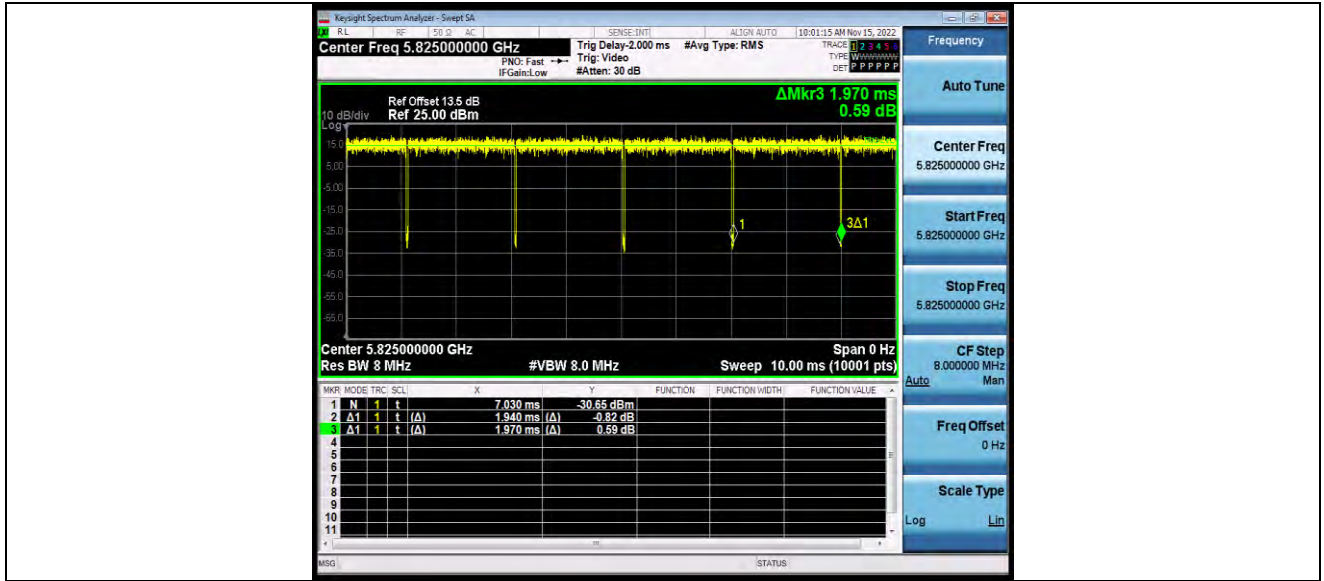 Keysight Spectrum Analyzer - Swept SA
RL RF 50 Ω AC SENSE:INT ALIGN AUTO 10:01:15 AM Nov 15, 2022
Center Freq 5.825000000 GHz
PNO: Fast
IFGain:Low
Trig Delay-2.000 ms
Trig: Video
#Atten: 30 dB
#Avg Type: RMS
TRACE 1 2 3 4 5 6
TYPE WWWWWW
DET P P P P P P
ΔMkr3 1.970 ms
0.59 dB
Ref Offset 13.5 dB
10 dB/div Ref 25.00 dBm
Log
15.0
5.00
-5.00
-15.0
-25.0
-35.0
-45.0
-55.0
-65.0
1
3Δ1
Center 5.825000000 GHz Span 0 Hz
Res BW 8 MHz #VBW 8.0 MHz Sweep 10.00 ms (10001 pts)
MKR MODE TRC SCL X Y FUNCTION FUNCTION WIDTH FUNCTION VALUE
1 N 1 t 7.030 ms -30.65 dBm
2 Δ1 1 t (Δ) 1.940 ms (Δ) -0.82 dB
3 Δ1 1 t (Δ) 1.970 ms (Δ) 0.59 dB
4
5
6
7
8
9
10
11
MSG STATUS
Frequency
Auto Tune
Center Freq
5.825000000 GHz
Start Freq
5.825000000 GHz
Stop Freq
5.825000000 GHz
CF Step
8.000000 MHz
Auto Man
Freq Offset
0 Hz
Scale Type
Log Lin